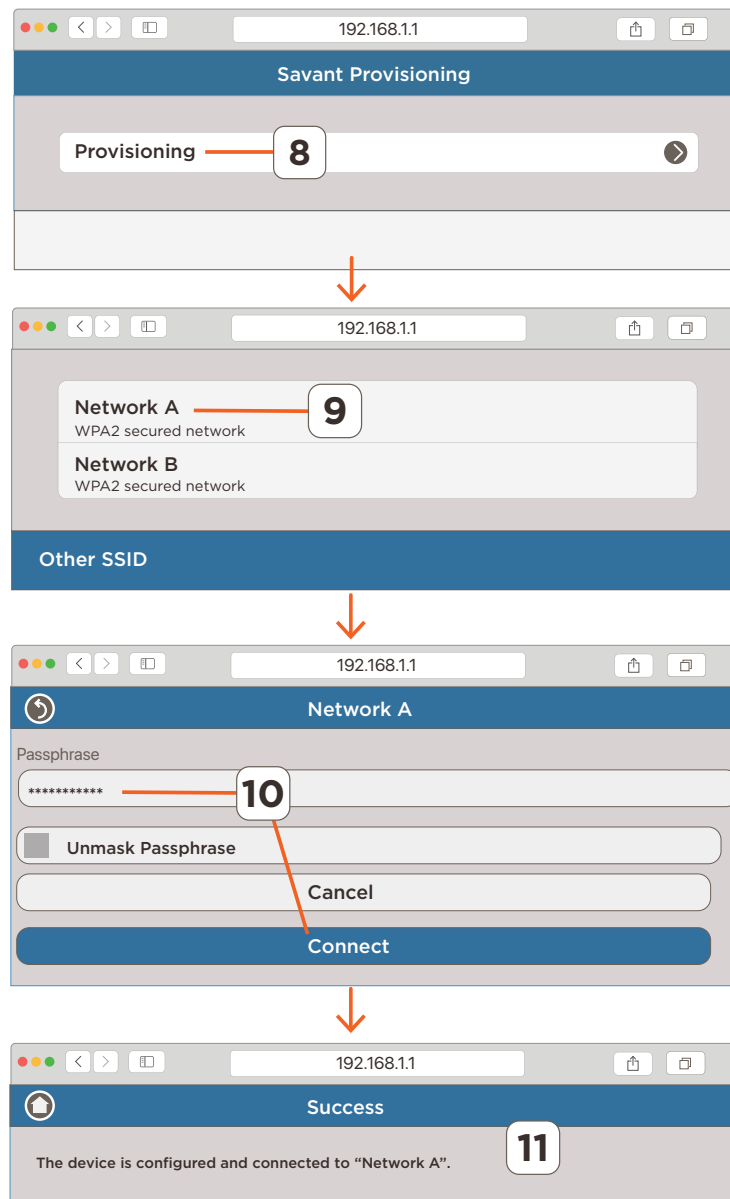 192.168.1.1
Savant Provisioning
Provisioning
8
192.168.1.1
Network A
9
WPA2 secured network
Network B
WPA2 secured network
Other SSID
192.168.1.1
Network A
Passphrase
***********
10
Unmask Passphrase
Cancel
Connect
192.168.1.1
Success
11
The device is configured and connected to “Network A”.